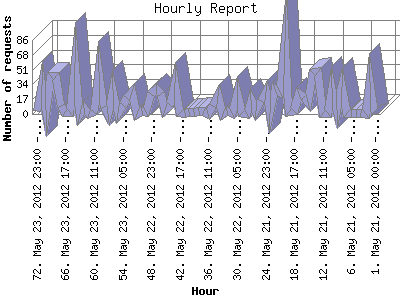 Hourly Report
Number of requests
86
68
51
34
17
0
72. May 23, 2012 23:00
66. May 23, 2012 17:00
60. May 23, 2012 11:00
54. May 23, 2012 05:00
48. May 22, 2012 23:00
42. May 22, 2012 17:00
36. May 22, 2012 11:00
30. May 22, 2012 05:00
24. May 21, 2012 23:00
18. May 21, 2012 17:00
12. May 21, 2012 11:00
6. May 21, 2012 05:00
1. May 21, 2012 00:00
Hour